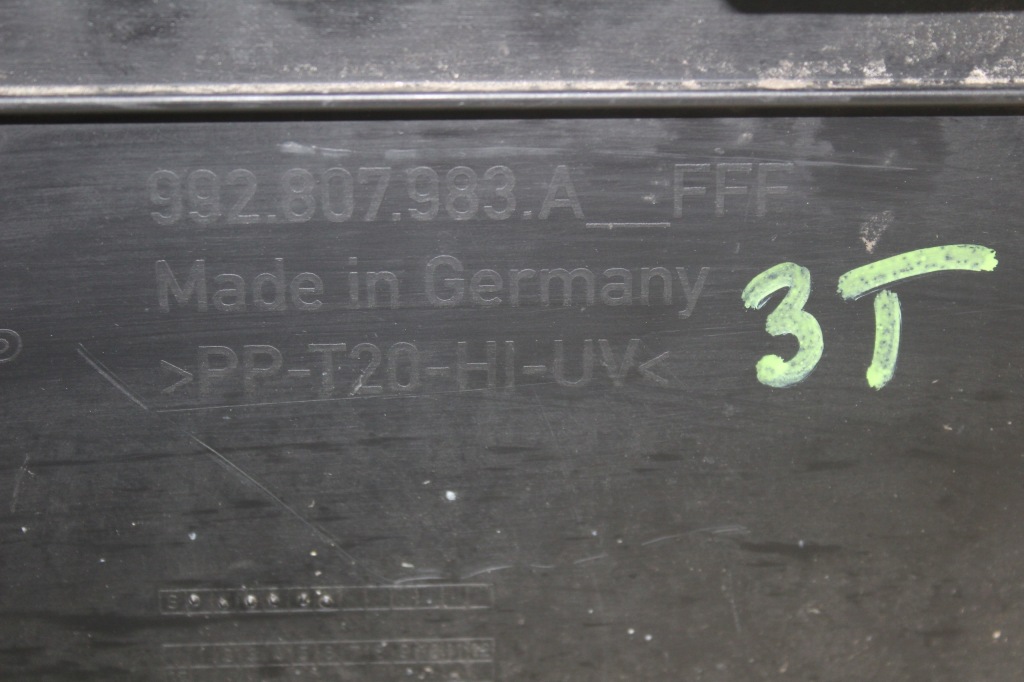 992.807.983.A__FFF
Made in Germany
3T
>PP-T20-HI-UV<